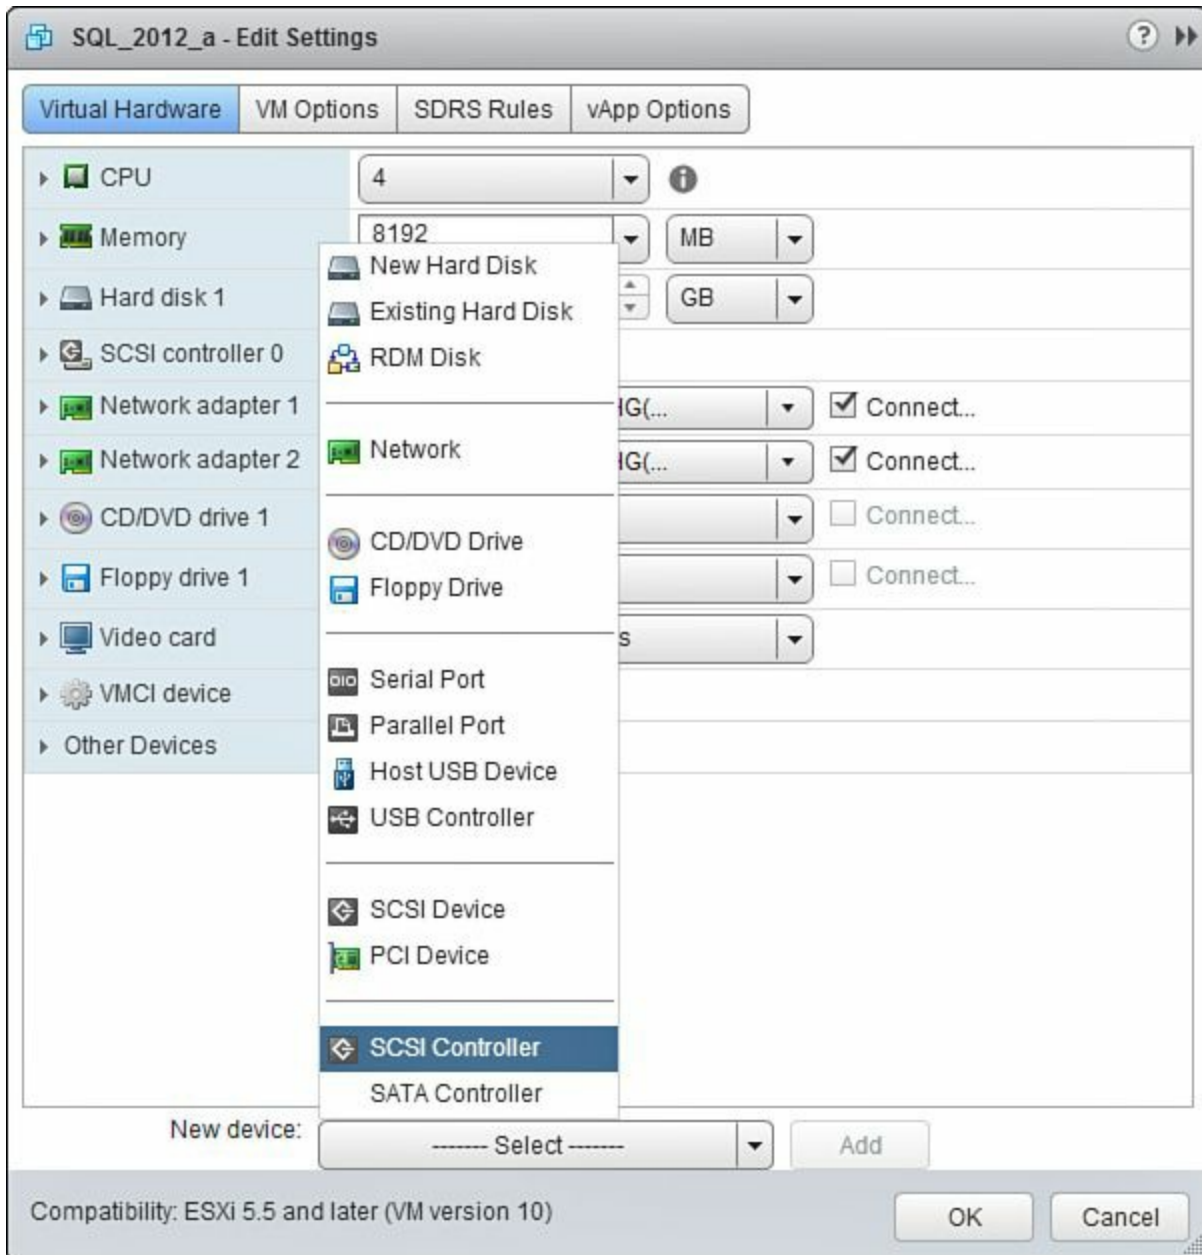 SQL_2012_a - Edit Settings
Virtual Hardware VM Options SDRS Rules vApp Options
CPU 4
Memory 8192 MB
New Hard Disk
Hard disk 1 GB
Existing Hard Disk
SCSI controller 0
RDM Disk
Network adapter 1 HG(... Connect...
Network
Network adapter 2 HG(... Connect...
CD/DVD drive 1 Connect...
CD/DVD Drive
Floppy drive 1 Connect...
Floppy Drive
Video card s
Serial Port
VMCI device
Parallel Port
Other Devices
Host USB Device
USB Controller
SCSI Device
PCI Device
SCSI Controller
SATA Controller
New device: ------- Select ------- Add
Compatibility: ESXi 5.5 and later (VM version 10) OK Cancel